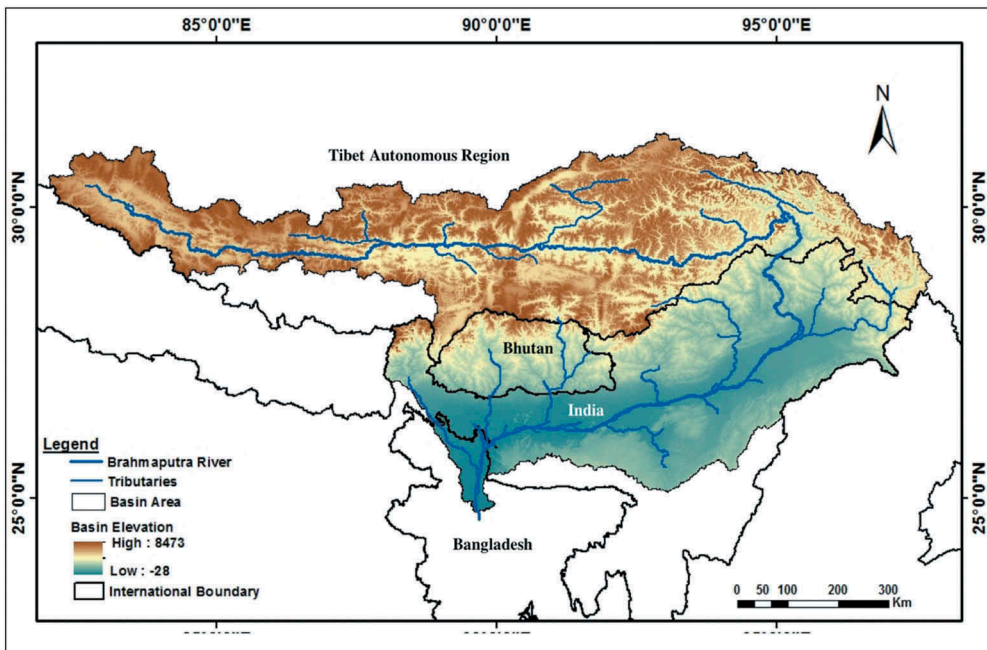 85°0'0"E
90°0'0"E
95°0'0"E
N
Tibet Autonomous Region
30°0'0"N
30°0'0"N
Bhutan
India
Legend
Brahmaputra River
Tributaries
Basin Area
25°0'0"N
25°0'0"N
Basin Elevation
High : 8473
Low : -28
Bangladesh
International Boundary
0 50 100 200 300
Km